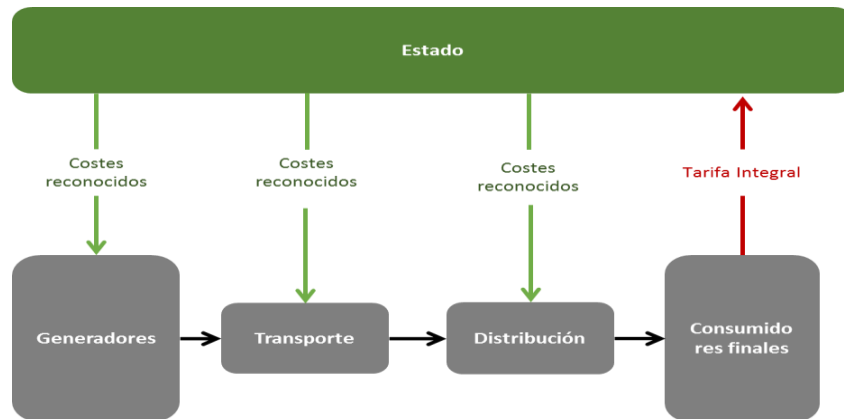 Estado
Costes
reconocidos
Costes
reconocidos
Costes
reconocidos
Tarifa Integral
Generadores
Transporte
Distribución
Consumido
res finales